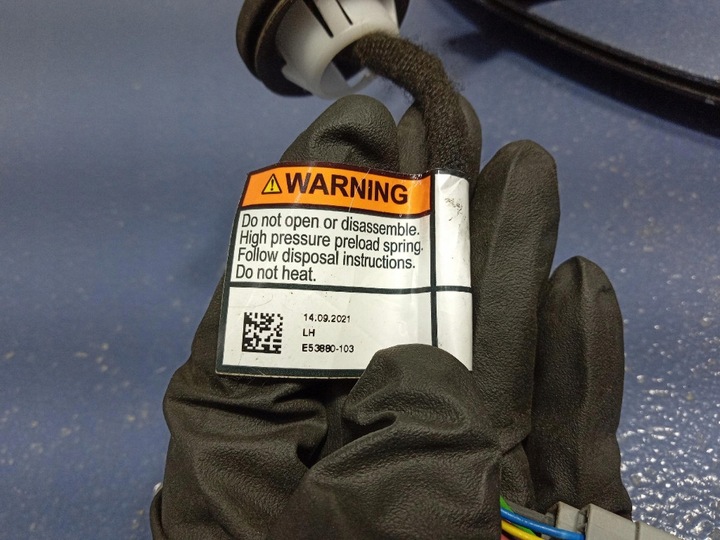 WARNING
Do not open or disassemble.
High pressure preload spring.
Follow disposal instructions.
Do not heat.
14.09.2021
LH
E53880-103